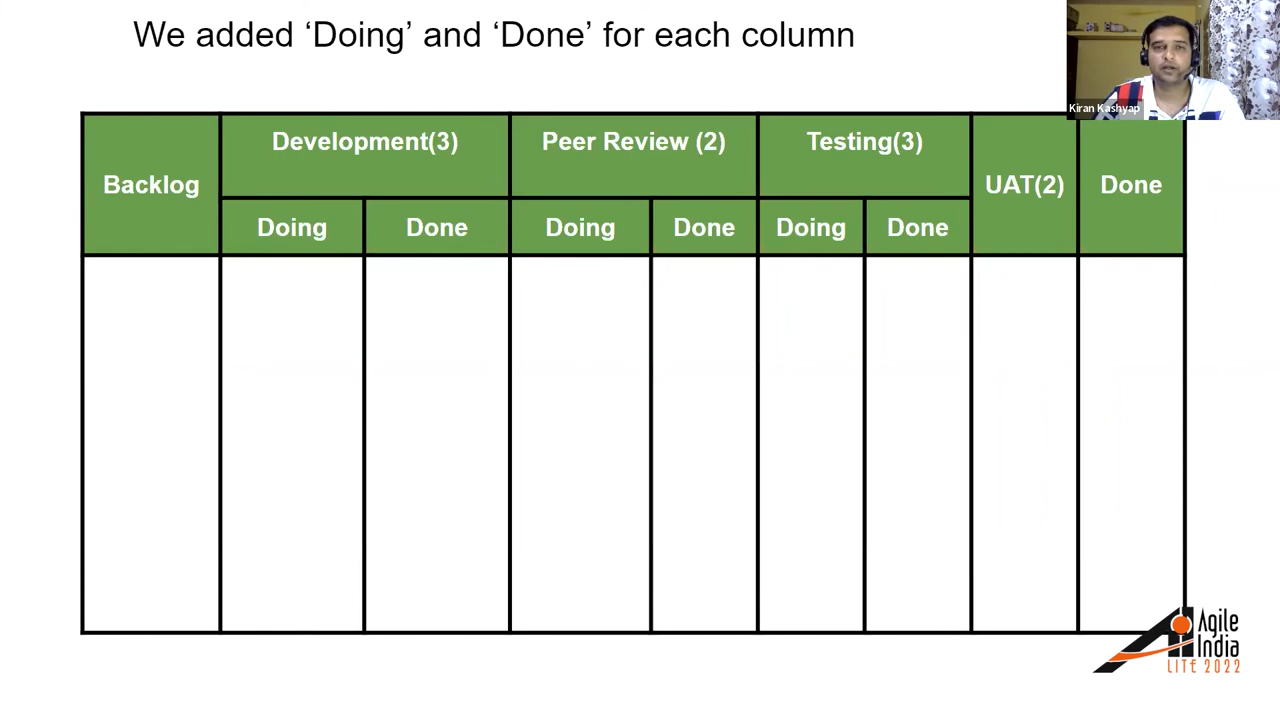 We added ‘Doing’ and ‘Done’ for each column
Kiran Kashyap
Backlog
Development(3)
Peer Review (2)
Testing(3)
UAT(2)
Done
Doing
Done
Doing
Done
Doing
Done
Agile
India
LITE 2022